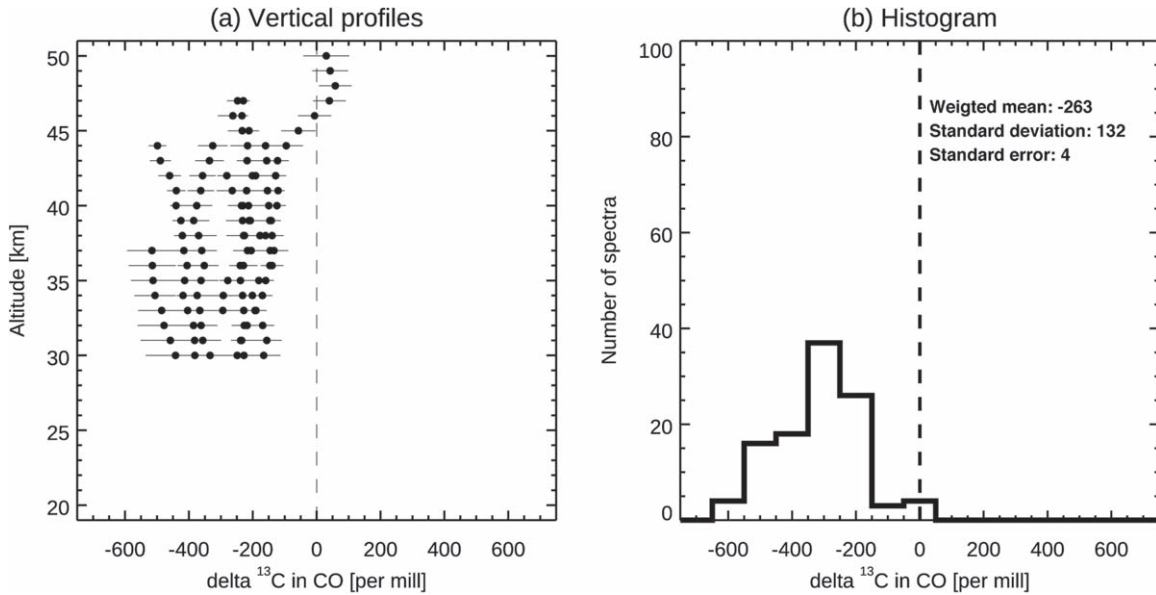 (a) Vertical profiles
50
45
40
35
30
25
20
Altitude [km]
-600 -400 -200 0 200 400 600
delta ¹³C in CO [per mill]
(b) Histogram
100
80
60
40
20
0
Number of spectra
Weigted mean: -263
Standard deviation: 132
Standard error: 4
-600 -400 -200 0 200 400 600
delta ¹³C in CO [per mill]